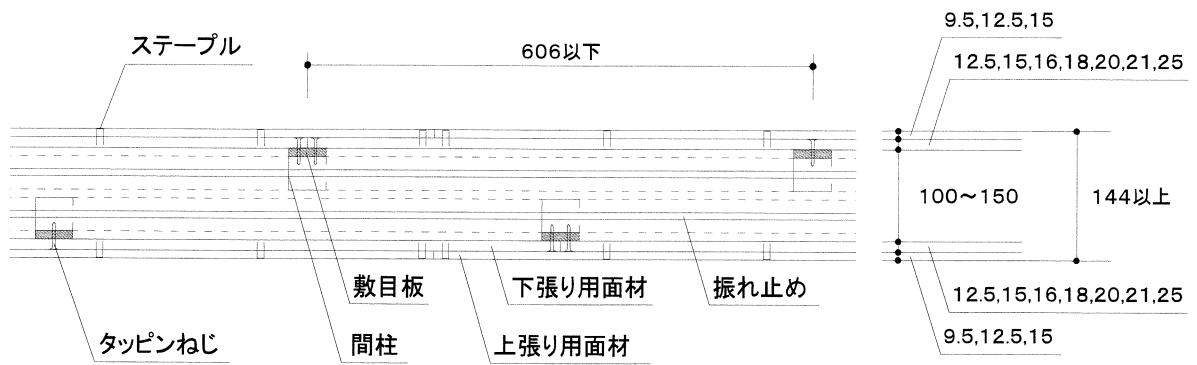 ステープル
606以下
9.5,12.5,15
12.5,15,16,18,20,21,25
100～150
144以上
敷目板
下張り用面材
振れ止め
12.5,15,16,18,20,21,25
タッピンねじ
間柱
上張り用面材
9.5,12.5,15